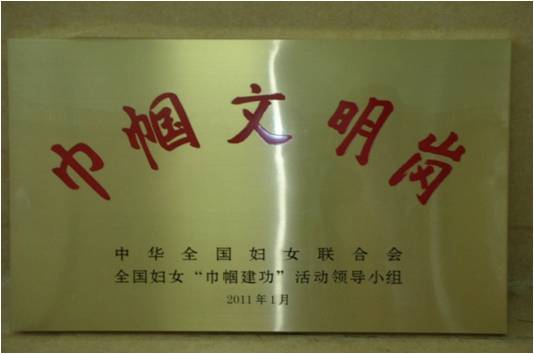 巾帼文明岗
中华全国妇女联合会
全国妇女“巾帼建功”活动领导小组
2011年1月